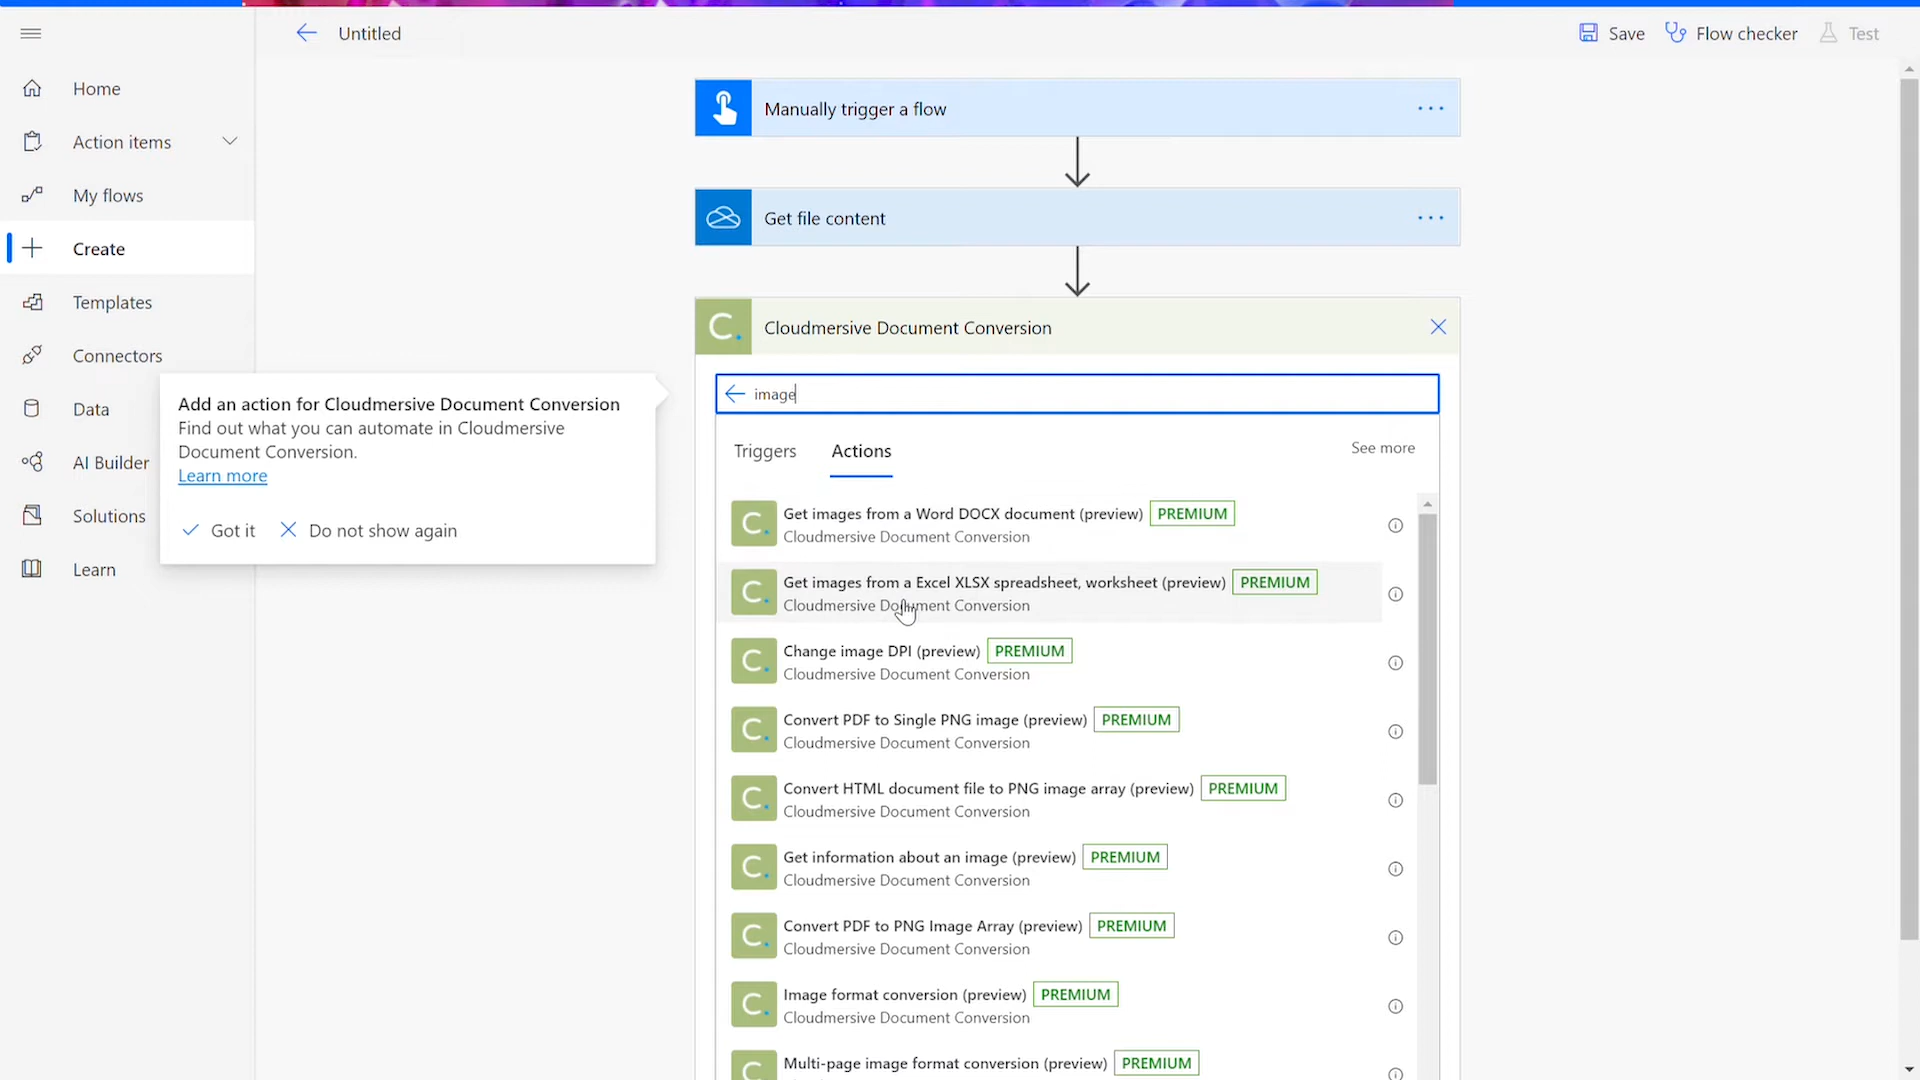 Untitled
Save
Flow checker
Test
Home
Action items
My flows
Create
Templates
Connectors
Data
AI Builder
Solutions
Learn
Manually trigger a flow
Get file content
C.
Cloudmersive Document Conversion
Add an action for Cloudmersive Document Conversion
Find out what you can automate in Cloudmersive
Document Conversion.
Learn more
Got it
Do not show again
image
Triggers
Actions
See more
C.
Get images from a Word DOCX document (preview) PREMIUM
Cloudmersive Document Conversion
C.
Get images from a Excel XLSX spreadsheet, worksheet (preview) PREMIUM
Cloudmersive Document Conversion
C.
Change image DPI (preview) PREMIUM
Cloudmersive Document Conversion
C.
Convert PDF to Single PNG image (preview) PREMIUM
Cloudmersive Document Conversion
C.
Convert HTML document file to PNG image array (preview) PREMIUM
Cloudmersive Document Conversion
C.
Get information about an image (preview) PREMIUM
Cloudmersive Document Conversion
C.
Convert PDF to PNG Image Array (preview) PREMIUM
Cloudmersive Document Conversion
C.
Image format conversion (preview) PREMIUM
Cloudmersive Document Conversion
C.
Multi-page image format conversion (preview) PREMIUM